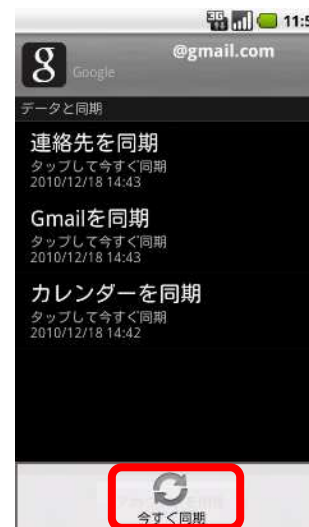 3G 11:5
g
Google
@gmail.com
データと同期
連絡先を同期
タップして今すぐ同期
2010/12/18 14:43
Gmailを同期
タップして今すぐ同期
2010/12/18 14:43
カレンダーを同期
タップして今すぐ同期
2010/12/18 14:42
今すぐ同期